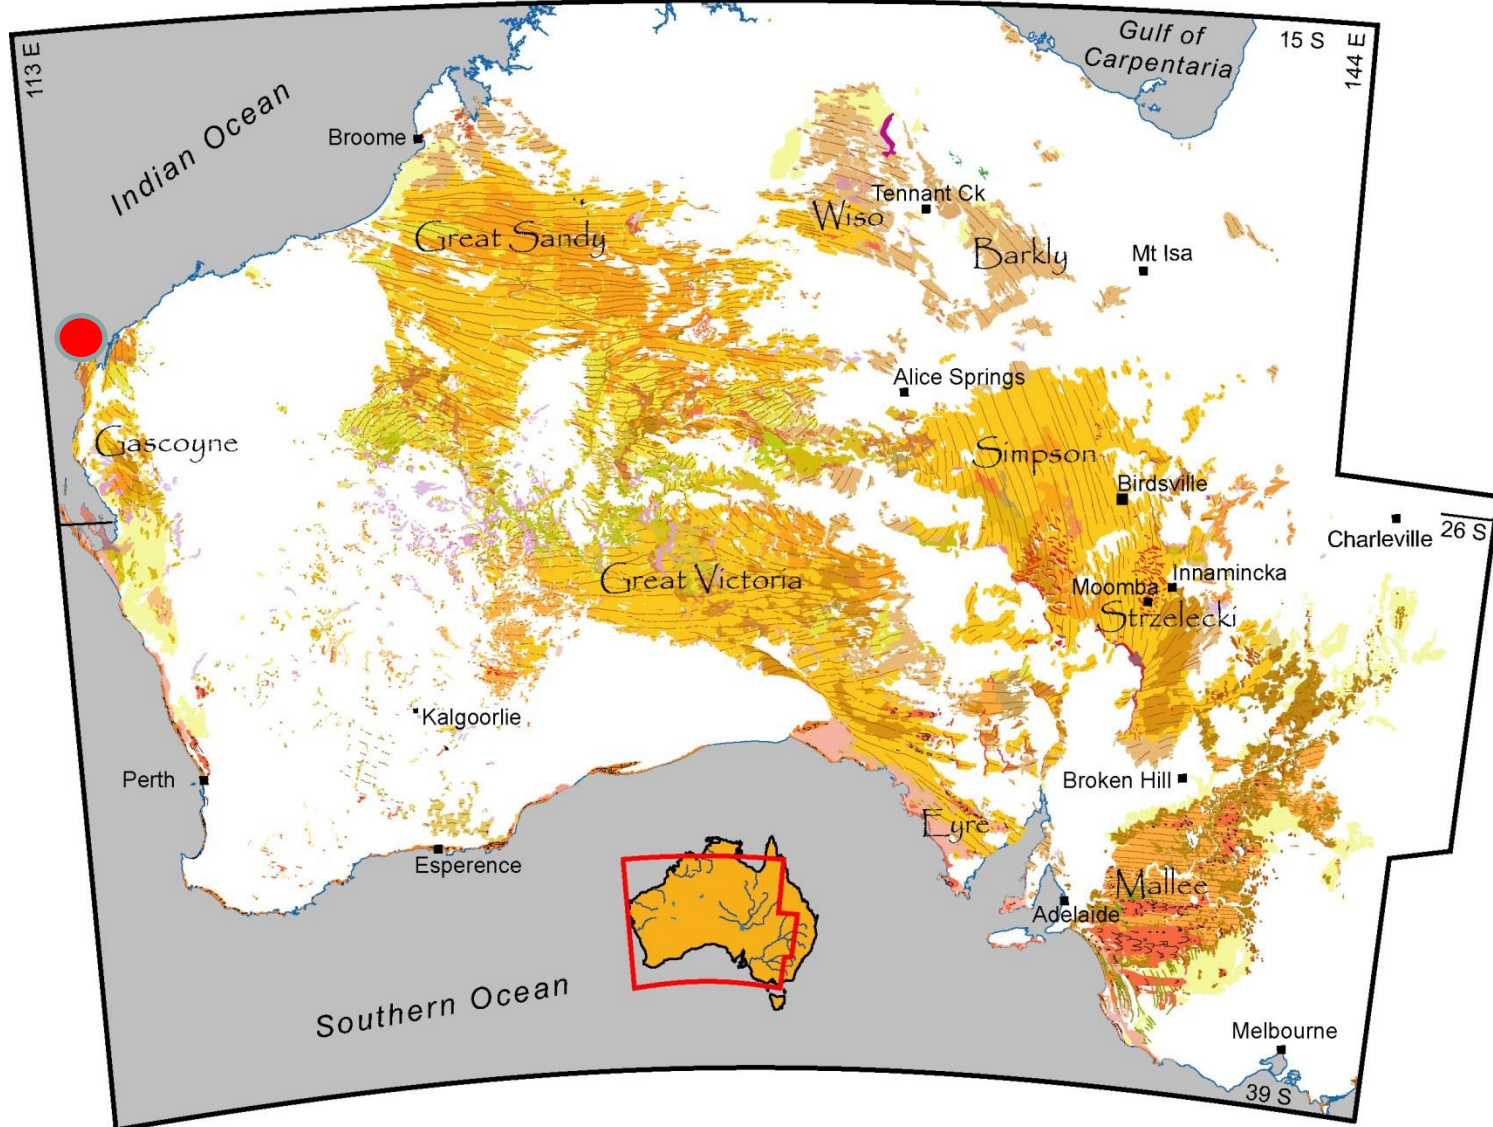 113 E
Gulf of
Carpentaria
15 S
144 E
Indian Ocean
Broome
Tennant Ck
Wiso
Great Sandy
Barkly
Mt Isa
Alice Springs
Gascoyne
Simpson
Birdsville
Charleville
26 S
Great Victoria
Innamincka
Moomba
Strzelecki
Kalgoorlie
Perth
Broken Hill
Eyre
Esperence
Mallee
Adelaide
Southern Ocean
Melbourne
39 S